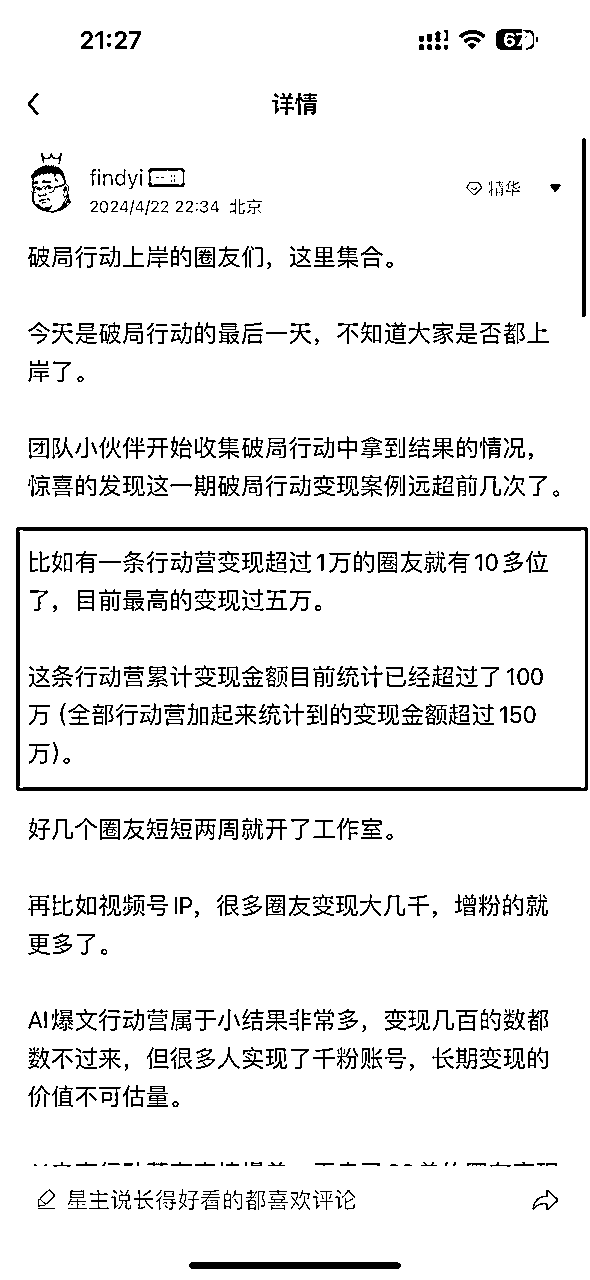 21:27
67
详情
findyi
2024/4/22 22:34 北京
精华
破局行动上岸的圈友们，这里集合。
今天是破局行动的最后一天，不知道大家是否都上
岸了。
团队小伙伴开始收集破局行动中拿到结果的情况，
惊喜的发现这一期破局行动变现案例远超前几次了。
比如有一条行动营变现超过1万的圈友就有10多位
了，目前最高的变现过五万。
这条行动营累计变现金额目前统计已经超过了100
万 (全部行动营加起来统计到的变现金额超过150
万)。
好几个圈友短短两周就开了工作室。
再比如视频号IP，很多圈友变现大几千，增粉的就
更多了。
AI爆文行动营属于小结果非常多，变现几百的数都
数不过来，但很多人实现了千粉账号，长期变现的
价值不可估量。
星主说长得好看的都喜欢评论